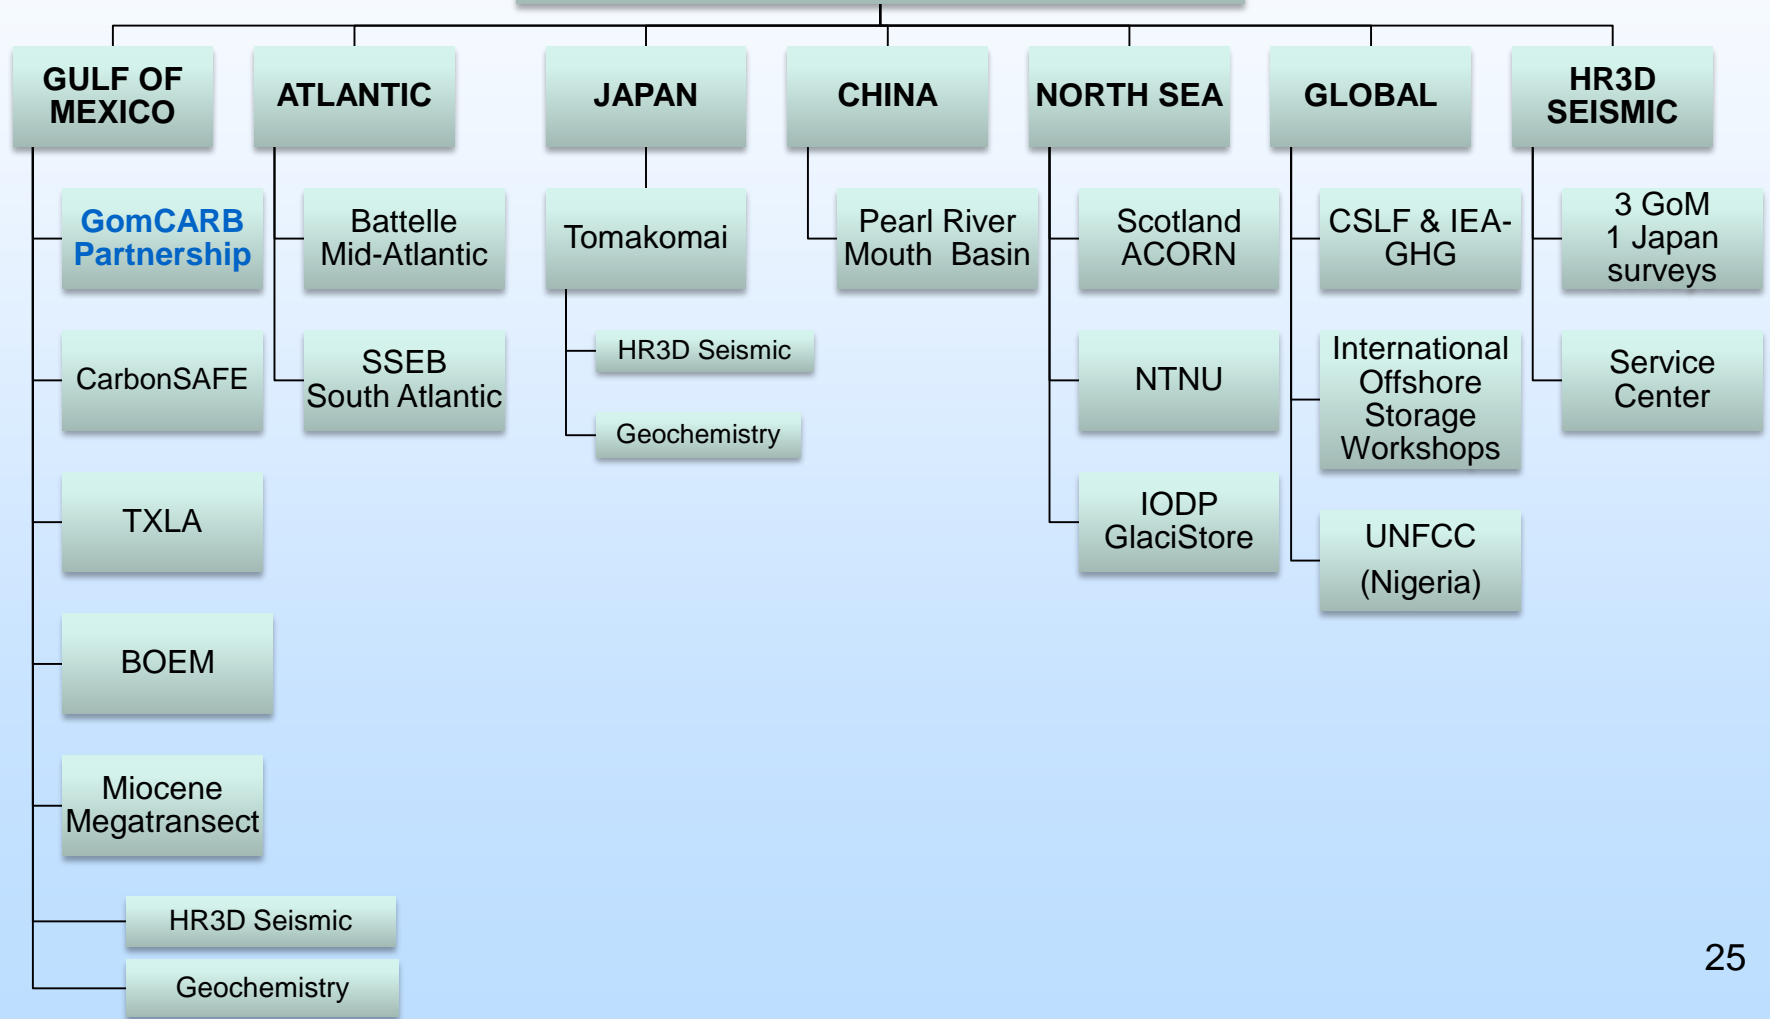 GULF OF
MEXICO
GomCARB
Partnership
CarbonSAFE
TXLA
BOEM
Miocene
Megatransect
HR3D Seismic
Geochemistry
ATLANTIC
Battelle
Mid-Atlantic
SSEB
South Atlantic
JAPAN
Tomakomai
HR3D Seismic
Geochemistry
CHINA
Pearl River
Mouth Basin
NORTH SEA
Scotland
ACORN
NTNU
IODP
GlaciStore
GLOBAL
CSLF & IEA-
GHG
International
Offshore
Storage
Workshops
UNFCC
(Nigeria)
HR3D
SEISMIC
3 GoM
1 Japan
surveys
Service
Center
25